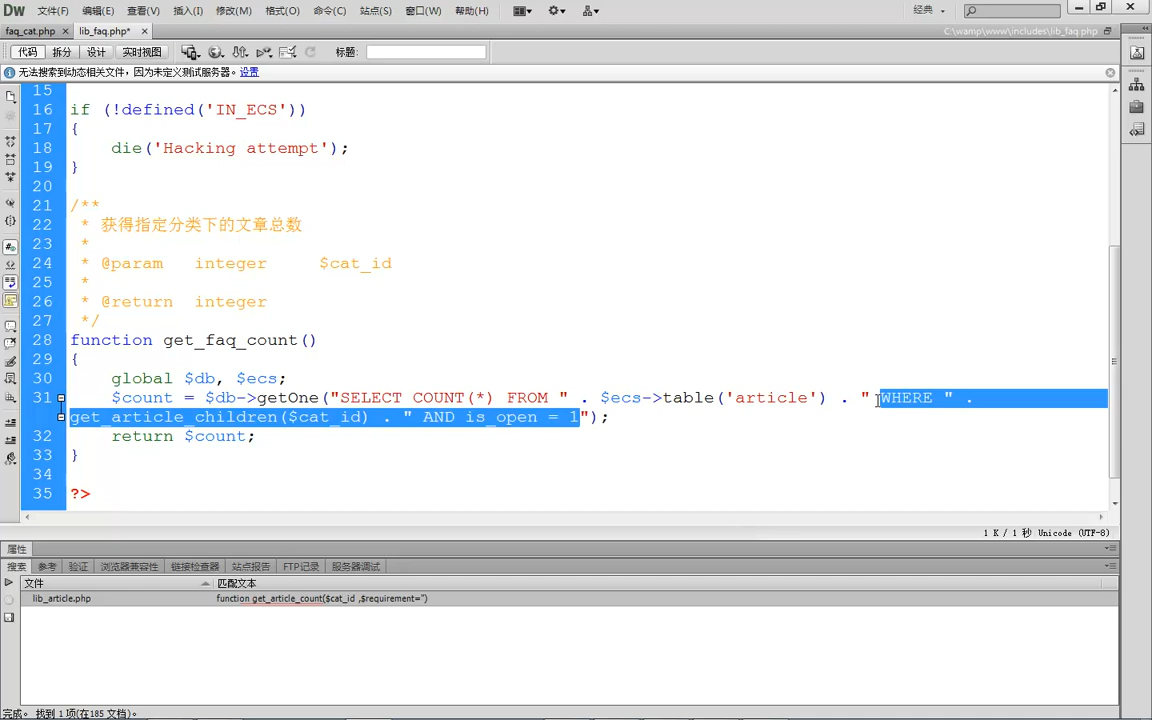 Dw 文件(F) 编辑(E) 查看(V) 插入(I) 修改(M) 格式(O) 命令(C) 站点(S) 窗口(W) 帮助(H) 经典
faq_cat.php × lib_faq.php* × C:\wamp\www\includes\lib_faq.php
代码 拆分 设计 实时视图 标题:
无法搜索到动态相关文件，因为未定义测试服务器。 设置
15
16 if (!defined('IN_ECS'))
17 {
18 die('Hacking attempt');
19 }
20
21 /**
22 * 获得指定分类下的文章总数
23 *
24 * @param integer $cat_id
25 *
26 * @return integer
27 */
28 function get_faq_count()
29 {
30 global $db, $ecs;
31 $count = $db->getOne("SELECT COUNT(*) FROM " . $ecs->table('article') . " WHERE " .
get_article_children($cat_id) . " AND is_open = 1");
32 return $count;
33 }
34
35 ?>
1 K / 1 秒 Unicode (UTF-8)
属性
搜索 参考 验证 浏览器兼容性 链接检查器 站点报告 FTP记录 服务器调试
文件 匹配文本
lib_article.php function get_article_count($cat_id ,$requirement='')
完成。 找到 1 项(在185 文档)。